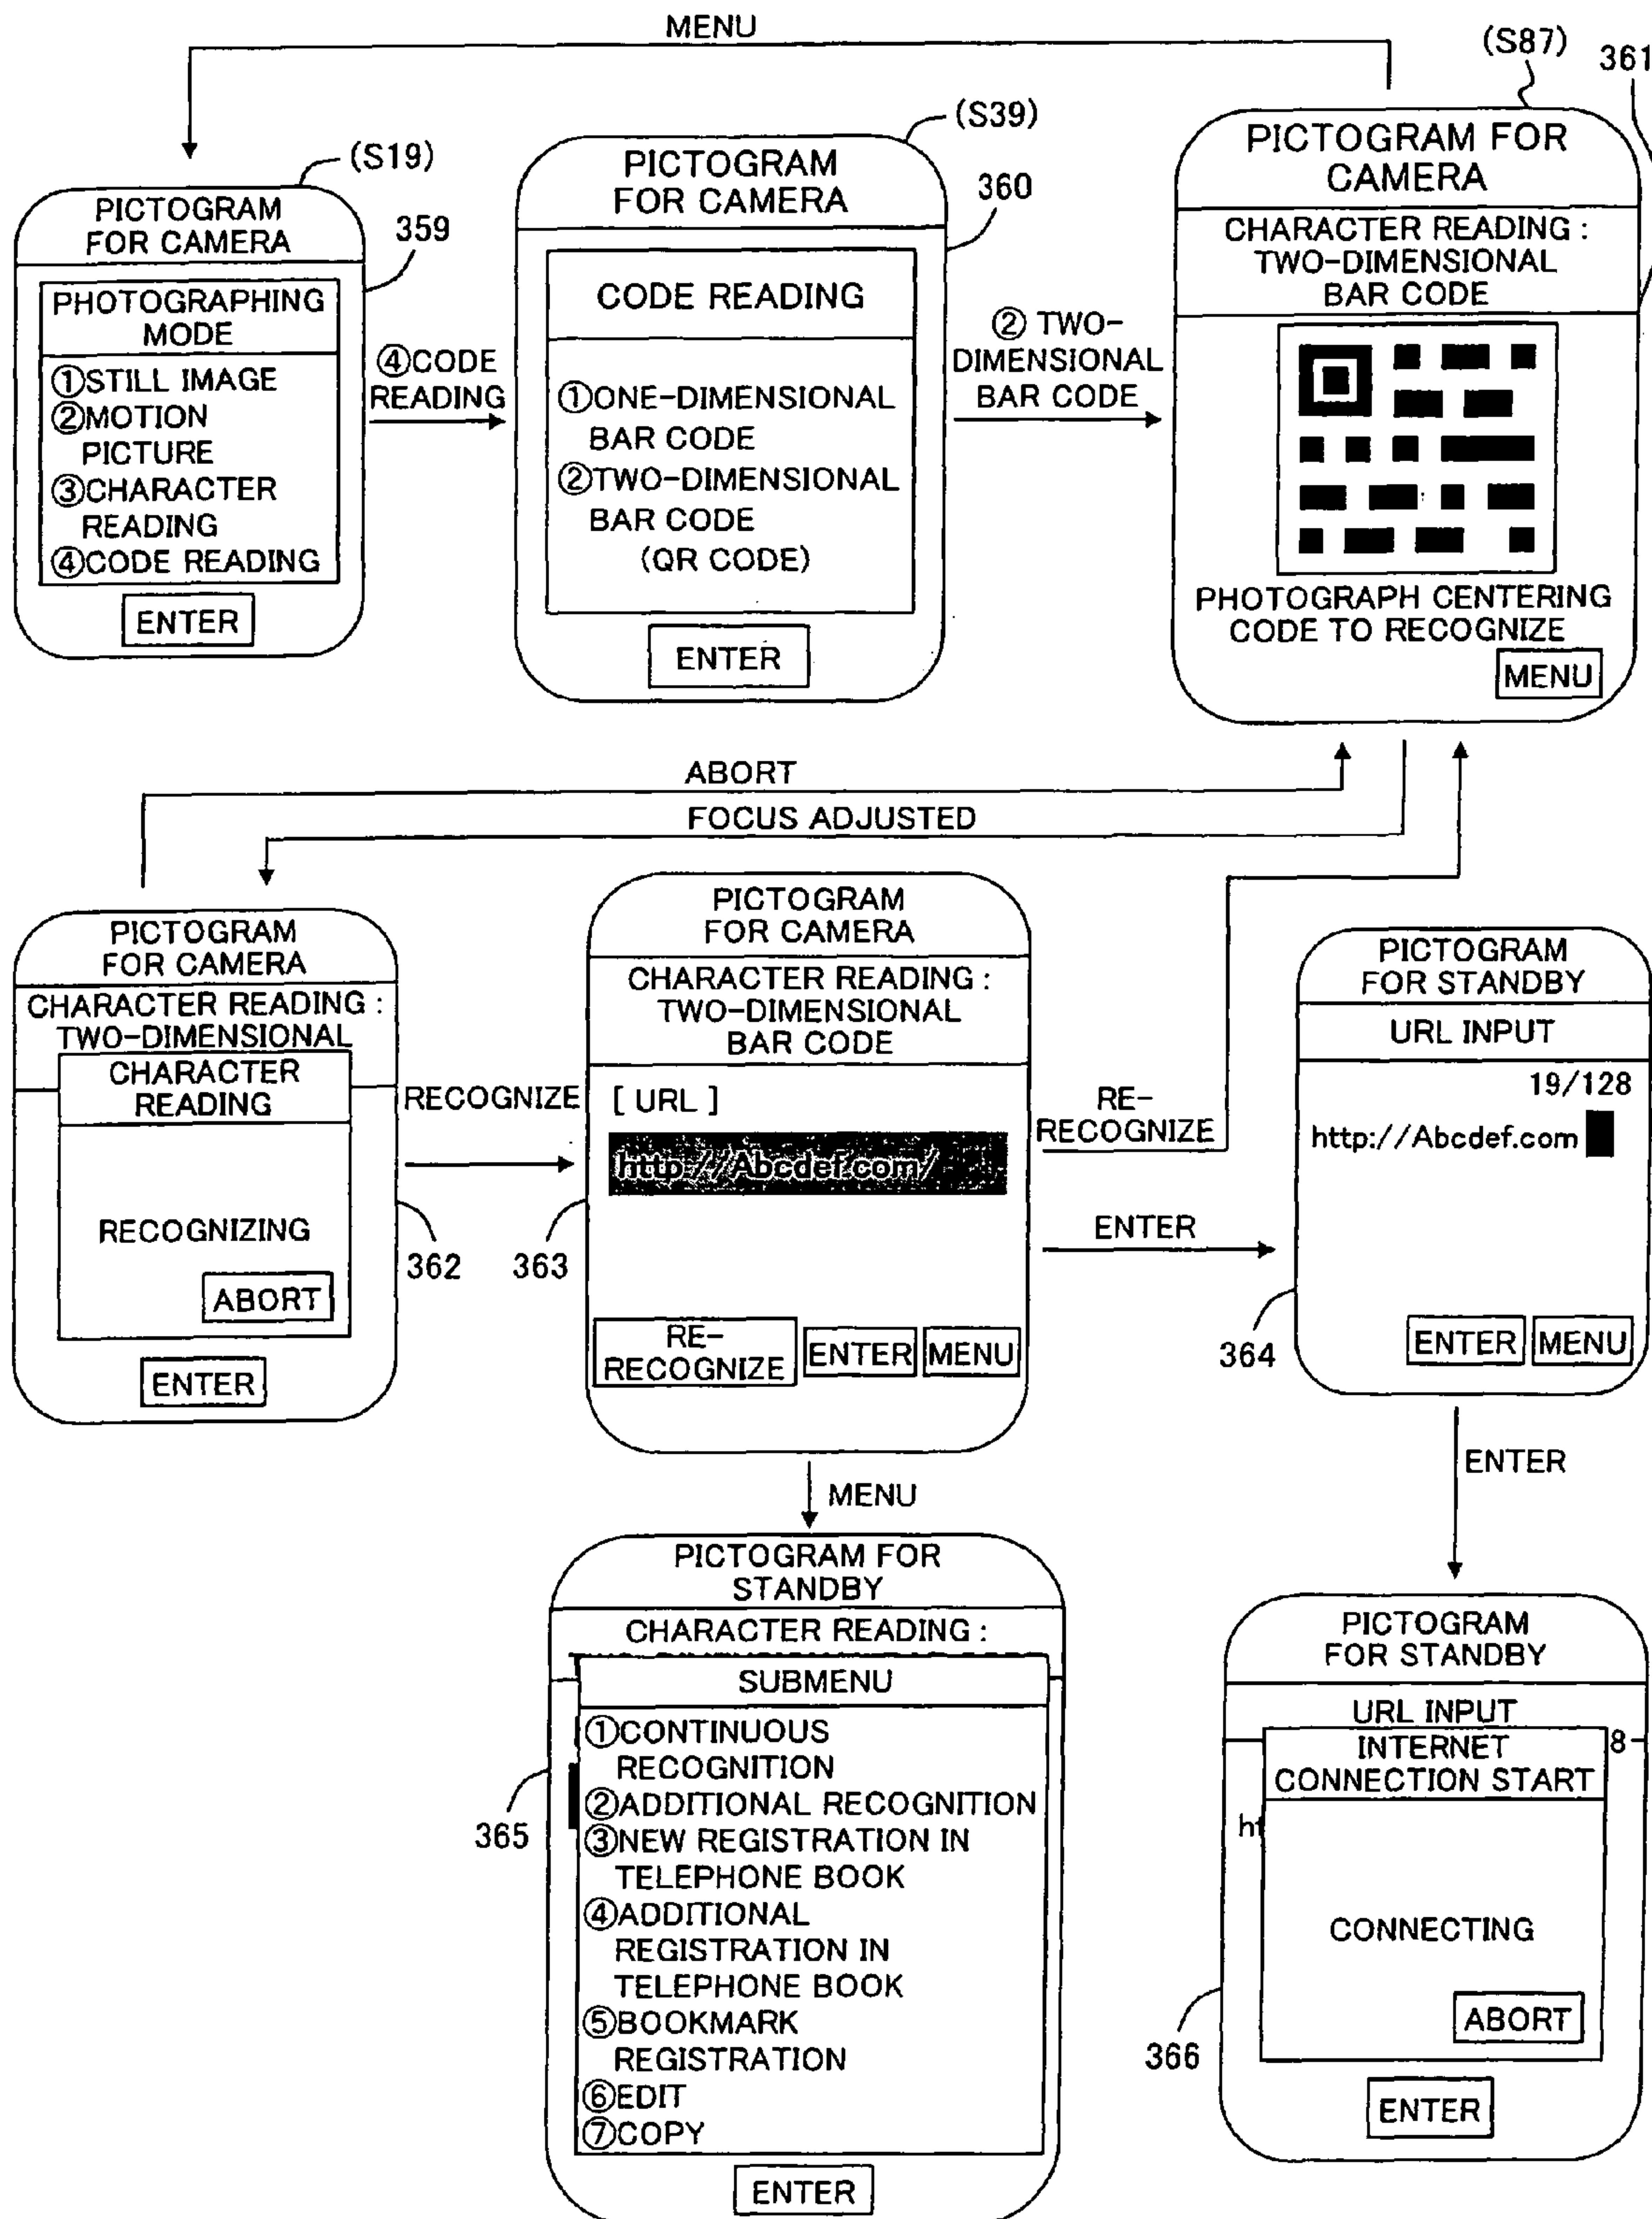 MENU
(S19)
PICTOGRAM
FOR CAMERA
359
PHOTOGRAPHING
MODE
①STILL IMAGE
②MOTION
PICTURE
③CHARACTER
READING
④CODE READING
ENTER
④CODE
READING
(S39)
PICTOGRAM
FOR CAMERA
360
CODE READING
①ONE-DIMENSIONAL
BAR CODE
②TWO-DIMENSIONAL
BAR CODE
(QR CODE)
ENTER
② TWO-
DIMENSIONAL
BAR CODE
(S87)
361
PICTOGRAM FOR
CAMERA
CHARACTER READING :
TWO-DIMENSIONAL
BAR CODE
PHOTOGRAPH CENTERING
CODE TO RECOGNIZE
MENU
ABORT
FOCUS ADJUSTED
PICTOGRAM
FOR CAMERA
CHARACTER READING :
TWO-DIMENSIONAL
CHARACTER
READING
RECOGNIZING
ABORT
ENTER
362
RECOGNIZE
PICTOGRAM
FOR CAMERA
CHARACTER READING :
TWO-DIMENSIONAL
BAR CODE
[ URL ]
http://Abcdef.com/
363
RE-
RECOGNIZE
ENTER
MENU
RE-
RECOGNIZE
ENTER
PICTOGRAM
FOR STANDBY
URL INPUT
19/128
http://Abcdef.com
364
ENTER
MENU
ENTER
MENU
PICTOGRAM FOR
STANDBY
CHARACTER READING :
SUBMENU
①CONTINUOUS
RECOGNITION
②ADDITIONAL RECOGNITION
③NEW REGISTRATION IN
TELEPHONE BOOK
④ADDITIONAL
REGISTRATION IN
TELEPHONE BOOK
⑤BOOKMARK
REGISTRATION
⑥EDIT
⑦COPY
ENTER
365
PICTOGRAM
FOR STANDBY
URL INPUT
8
INTERNET
CONNECTION START
ht
CONNECTING
ABORT
366
ENTER